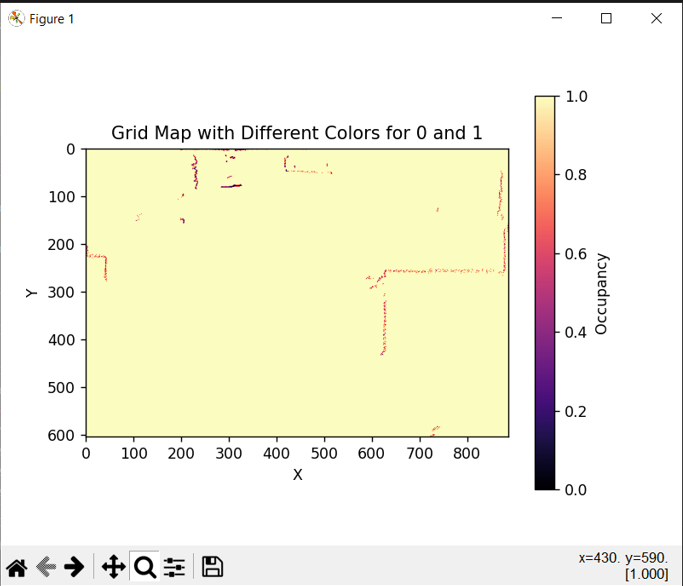 Figure 1
Grid Map with Different Colors for 0 and 1
0
100
200
300
400
500
600
Y
0 100 200 300 400 500 600 700 800
X
1.0
0.8
0.6
0.4
0.2
0.0
Occupancy
x=430. y=590.
[1.000]